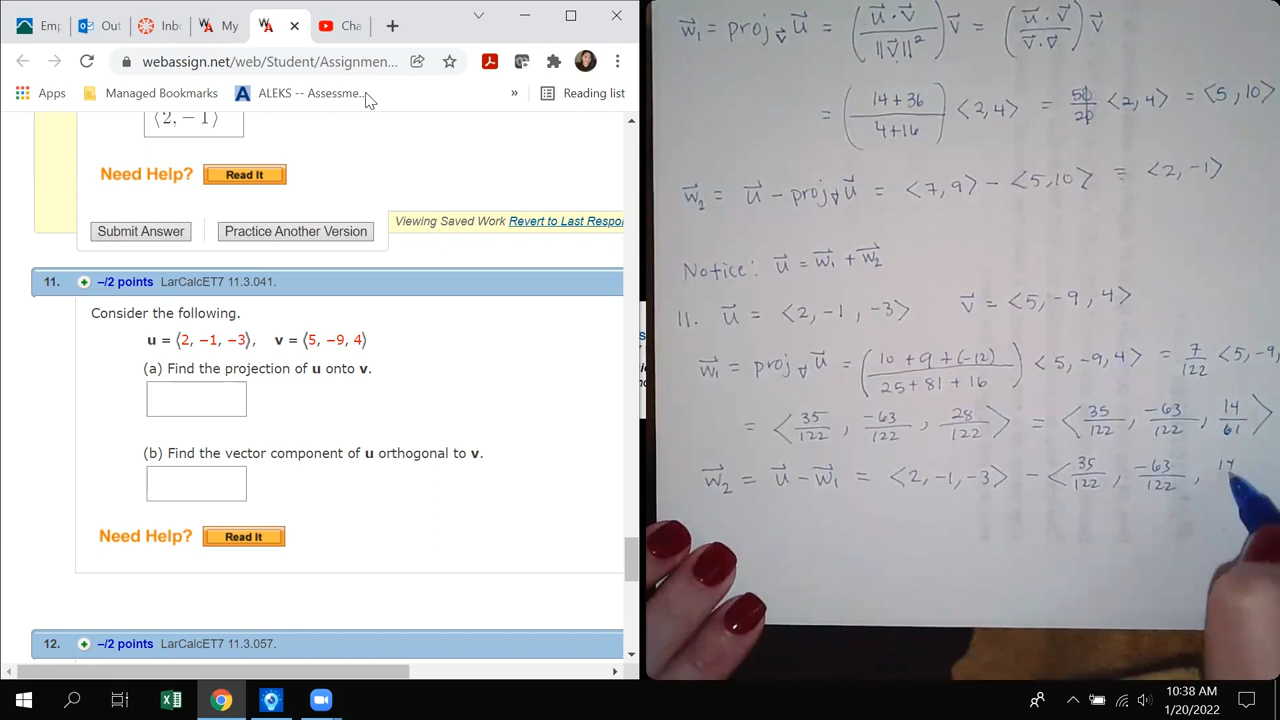 Emp
Out
Inb
My
Cha
webassign.net/web/Student/Assignmen...
Apps
Managed Bookmarks
ALEKS -- Assessme...
»
Reading list
⟨2, − 1⟩
Need Help? Read It
Viewing Saved Work Revert to Last Respo
Submit Answer
Practice Another Version
11. –/2 points LarCalcET7 11.3.041.
Consider the following.
u = ⟨2, −1, −3⟩, v = ⟨5, −9, 4⟩
(a) Find the projection of u onto v.
(b) Find the vector component of u orthogonal to v.
Need Help? Read It
12. –/2 points LarCalcET7 11.3.057.
10:38 AM
1/20/2022
w⃗₁ = proj_v⃗ u⃗ = (u⃗ · v⃗ / ||v⃗||²) v⃗ = (u⃗ · v⃗ / v⃗ · v⃗) v⃗
= (14 + 36 / 4 + 16) <2, 4> = 50/20 <2, 4> = <5, 10>
w⃗₂ = u⃗ − proj_v⃗ u⃗ = <7, 9> − <5, 10> = <2, −1>
Notice: u⃗ = w⃗₁ + w⃗₂
11. u⃗ = <2, −1, −3> v⃗ = <5, −9, 4>
w⃗₁ = proj_v⃗ u⃗ = (10 + 9 + (−12) / 25 + 81 + 16) <5, −9, 4> = 7/122 <5, −9,
= <35/122, −63/122, 28/122> = <35/122, −63/122, 14/61>
w⃗₂ = u⃗ − w⃗₁ = <2, −1, −3> − <35/122, −63/122, 14